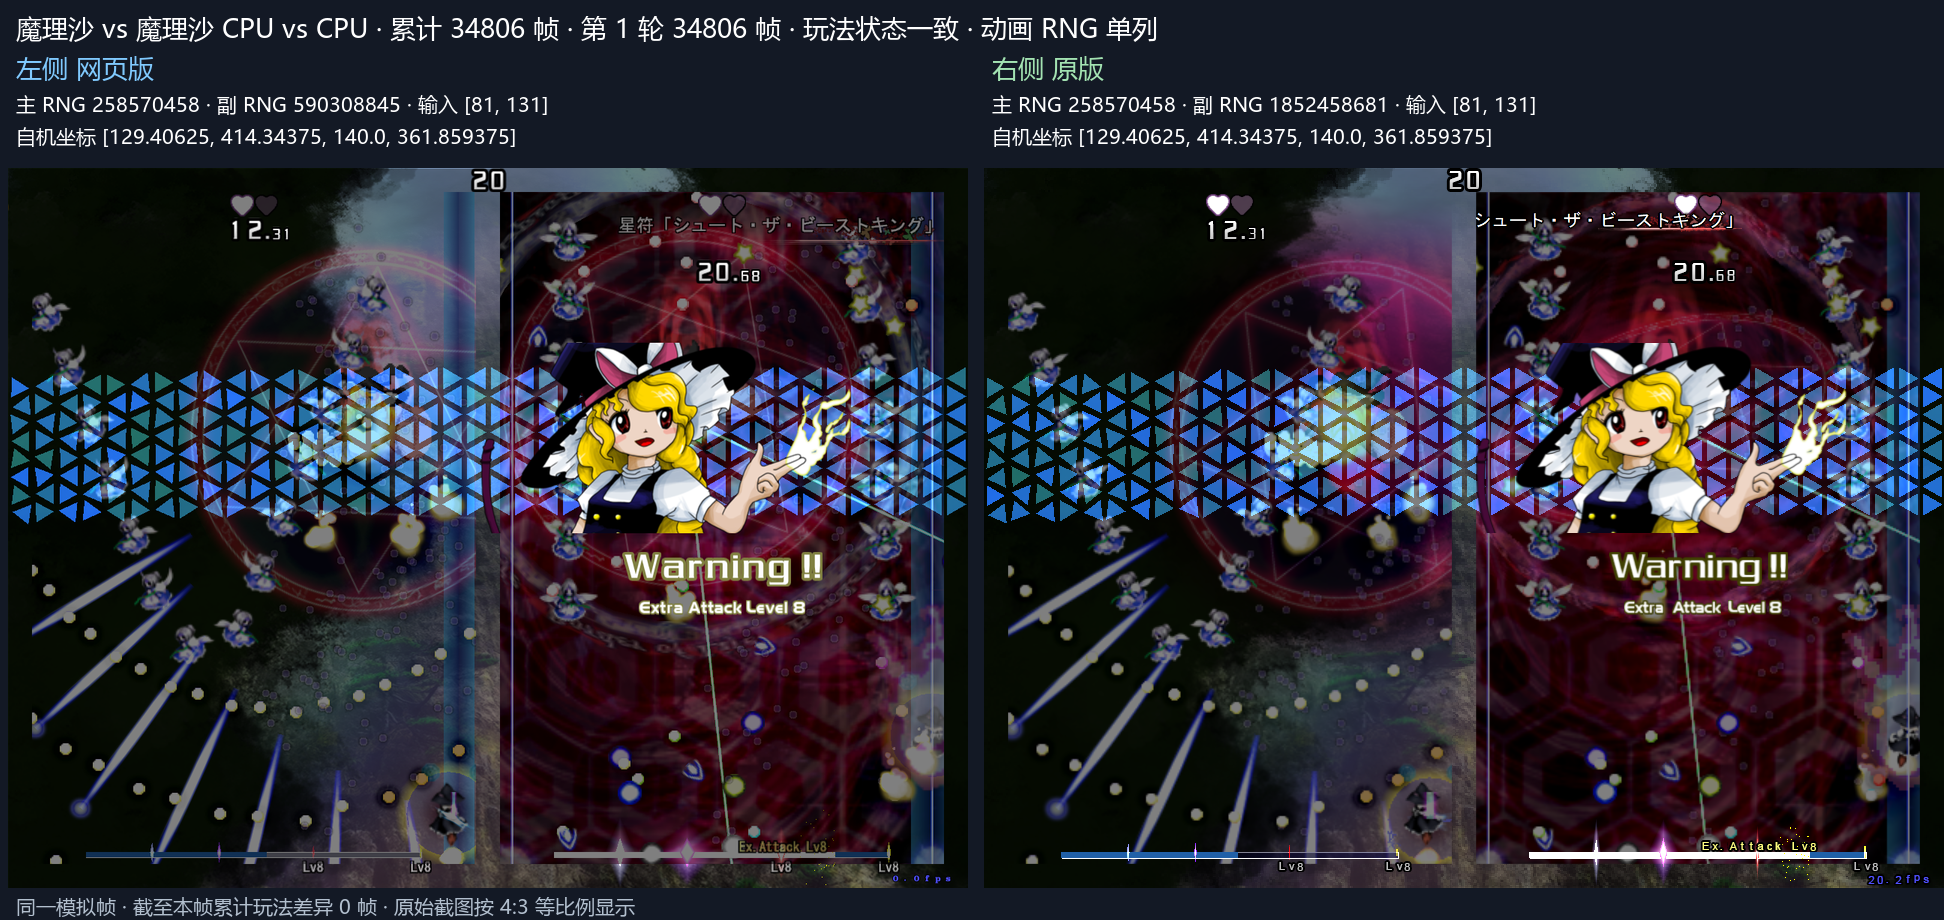 魔理沙 vs 魔理沙 CPU vs CPU · 累计 34806 帧 · 第 1 轮 34806 帧 · 玩法状态一致 · 动画 RNG 单列
左侧 网页版
主 RNG 258570458 · 副 RNG 590308845 · 输入 [81, 131]
自机坐标 [129.40625, 414.34375, 140.0, 361.859375]
右侧 原版
主 RNG 258570458 · 副 RNG 1852458681 · 输入 [81, 131]
自机坐标 [129.40625, 414.34375, 140.0, 361.859375]
20
12.31
星符「シュート・ザ・ビーストキング」
20.68
Warning !!
Extra Attack Level 8
Ex.Attack Lv8
Lv8
Lv8
Lv8
Lv8
0.0fps
20
12.31
シュート・ザ・ビーストキング」
20.68
Warning !!
Extra Attack Level 8
Ex.Attack Lv8
Lv8
Lv8
Lv8
20.2fps
同一模拟帧 · 截至本帧累计玩法差异 0 帧 · 原始截图按 4:3 等比例显示